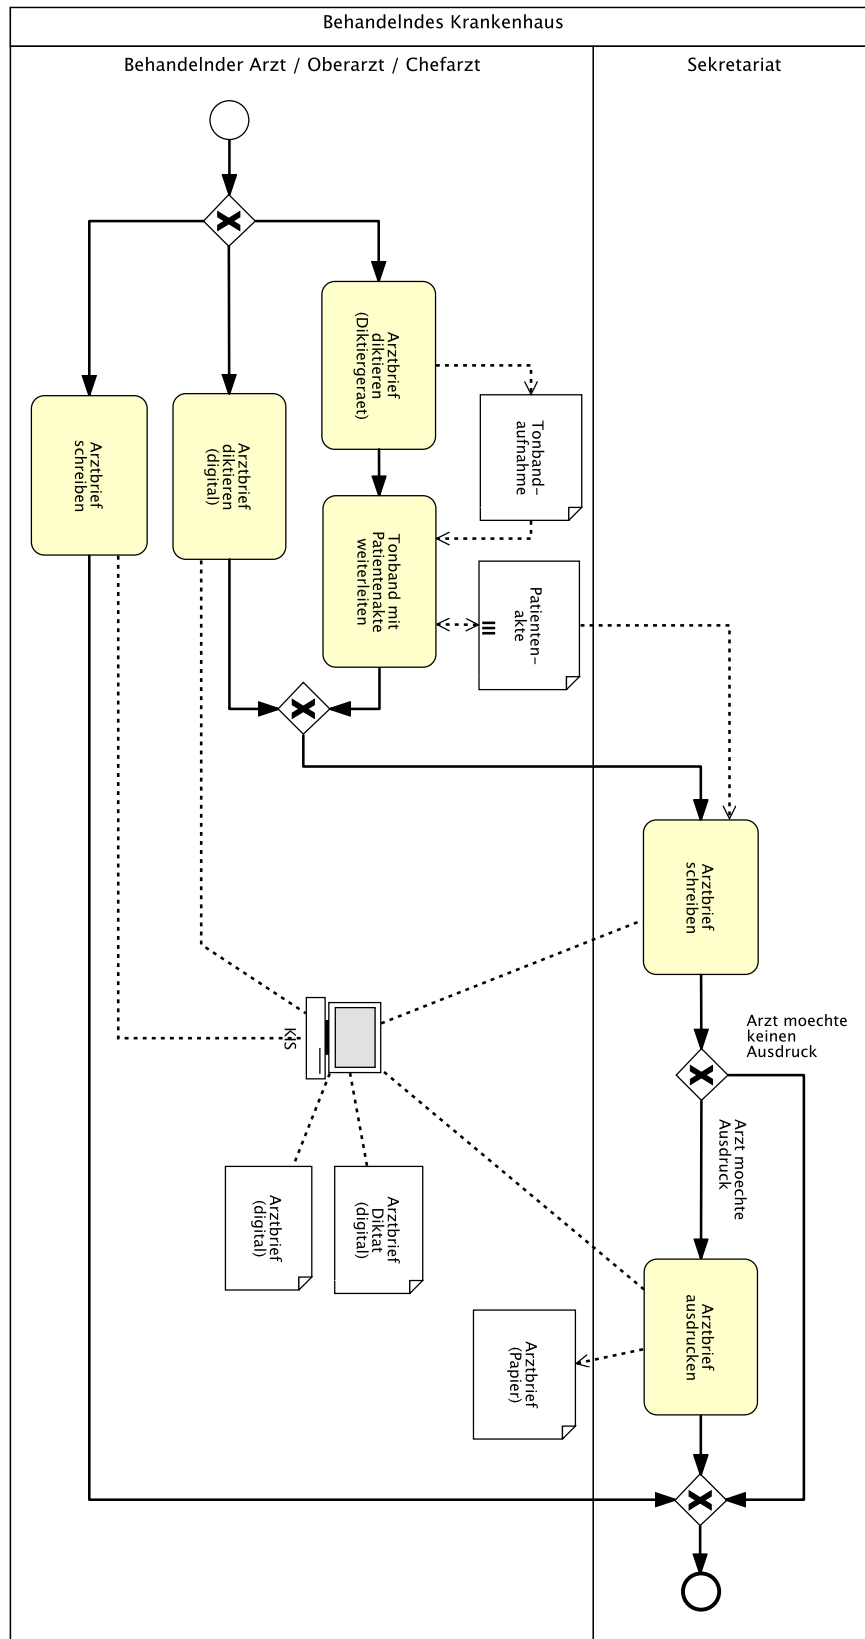 Behandelndes Krankenhaus
Behandelnder Arzt / Oberarzt / Chefarzt
Sekretariat
Arztbrief
diktieren
(Diktiergeraet)
Tonband-
aufnahme
Arztbrief
schreiben
Arztbrief
diktieren
(digital)
Tonband mit
Patientenakte
weiterleiten
Patienten-
akte
Arztbrief
schreiben
KIS
Arzt moechte
keinen
Ausdruck
Arzt moechte
Ausdruck
Arztbrief
(digital)
Arztbrief
Diktat
(digital)
Arztbrief
ausdrucken
Arztbrief
(Papier)